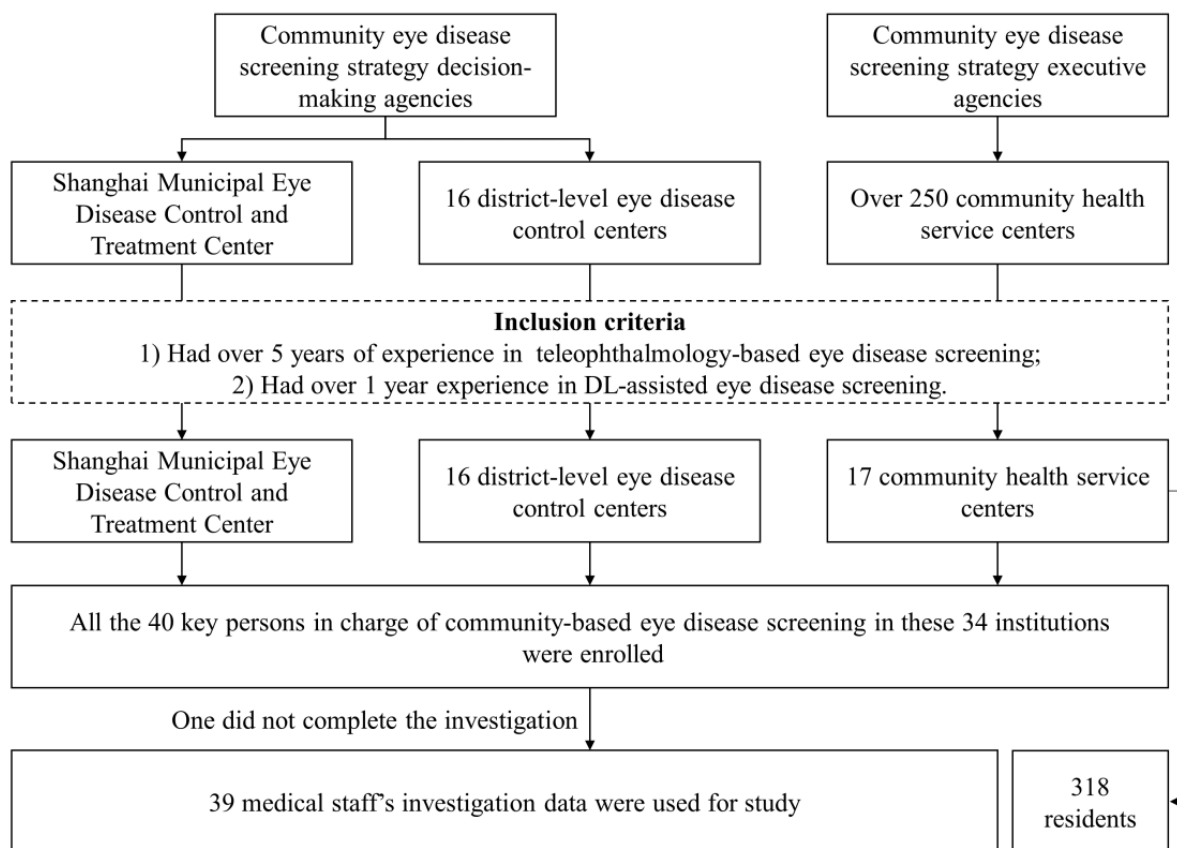 Community eye disease
screening strategy decision-
making agencies
Community eye disease
screening strategy executive
agencies
Shanghai Municipal Eye
Disease Control and
Treatment Center
16 district-level eye disease
control centers
Over 250 community health
service centers
Inclusion criteria
1) Had over 5 years of experience in teleophthalmology-based eye disease screening;
2) Had over 1 year experience in DL-assisted eye disease screening.
Shanghai Municipal Eye
Disease Control and
Treatment Center
16 district-level eye disease
control centers
17 community health service
centers
All the 40 key persons in charge of community-based eye disease screening in these 34 institutions
were enrolled
One did not complete the investigation
39 medical staff’s investigation data were used for study
318
residents